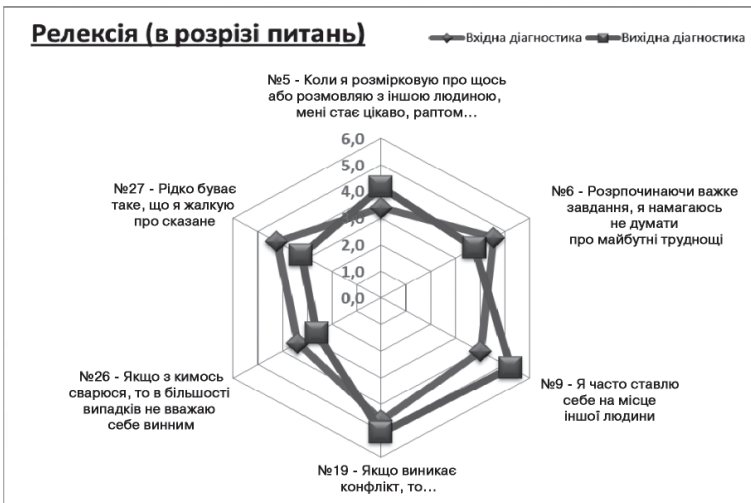 Релексія (в розрізі питань)
Вхідна діагностика
Вихідна діагностика
№5 - Коли я розмірковую про щось
або розмовляю з іншою людиною,
мені стає цікаво, раптом...
6,0
5,0
4,0
3,0
2,0
1,0
0,0
№6 - Розрпочинаючи важке
завдання, я намагаюсь
не думати
про майбутні труднощі
№9 - Я часто ставлю
себе на місце
іншої людини
№19 - Якщо виникає
конфлікт, то...
№26 - Якщо з кимось
сварюся, то в більшості
випадків не вважаю
себе винним
№27 - Рідко буває
таке, що я жалкую
про сказане